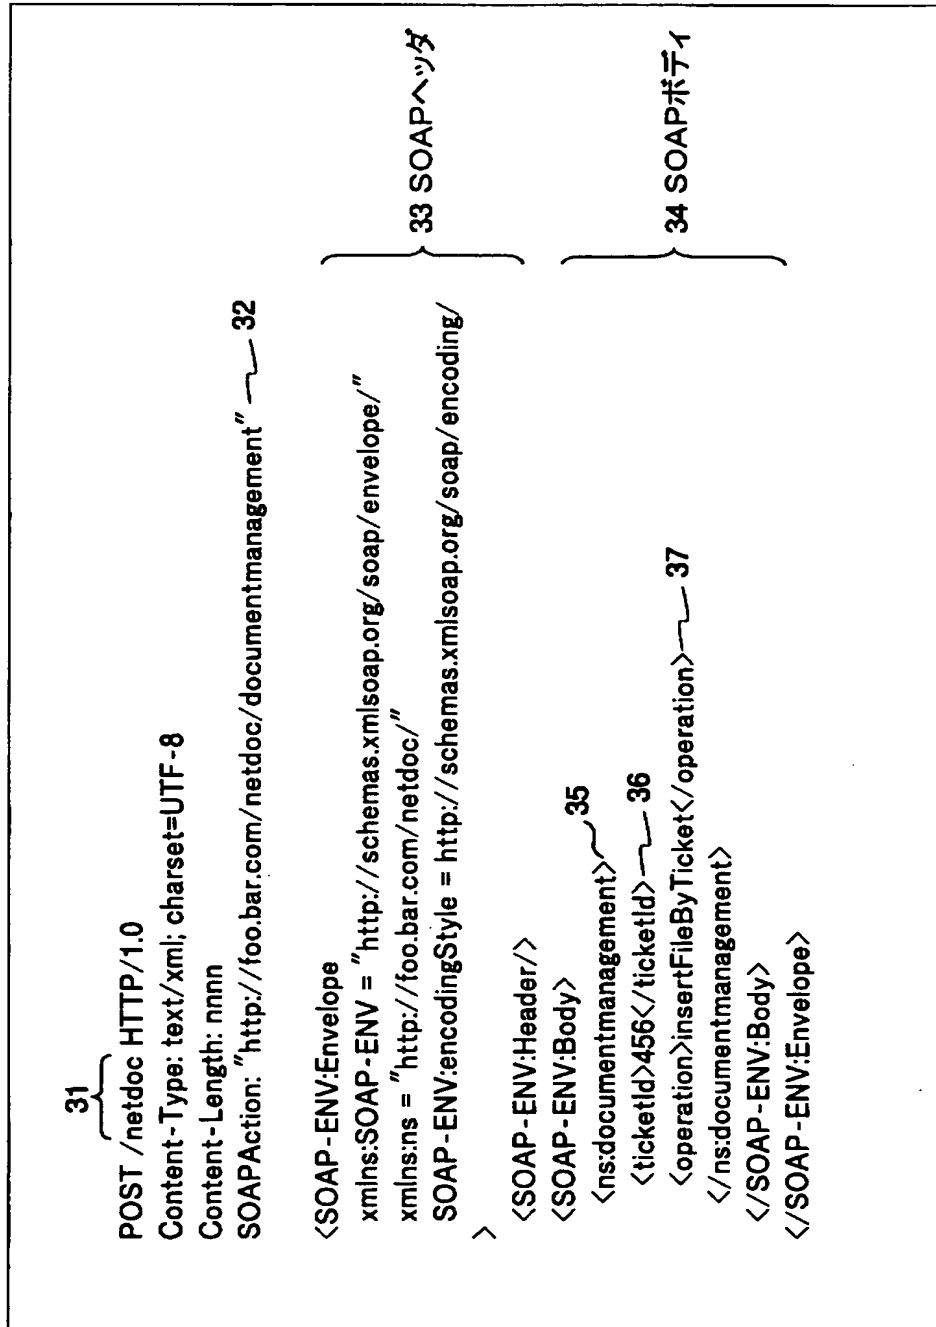 31
POST /netdoc HTTP/1.0
Content-Type: text/xml; charset=UTF-8
Content-Length: nnnn
SOAPAction: "http://foo.bar.com/netdoc/documentmanagement" 32
<SOAP-ENV:Envelope
xmlns:SOAP-ENV = "http://schemas.xmlsoap.org/soap/envelope/"
xmlns:ns = "http://foo.bar.com/netdoc/"
SOAP-ENV:encodingStyle = http://schemas.xmlsoap.org/soap/encoding/
>
33 SOAPヘッダ
<SOAP-ENV:Header/>
<SOAP-ENV:Body>
<ns:documentmanagement> 35
<ticketId>456</ticketId> 36
<operation>insertFileByTicket</operation> 37
</ns:documentmanagement>
</SOAP-ENV:Body>
</SOAP-ENV:Envelope>
34 SOAPボディ